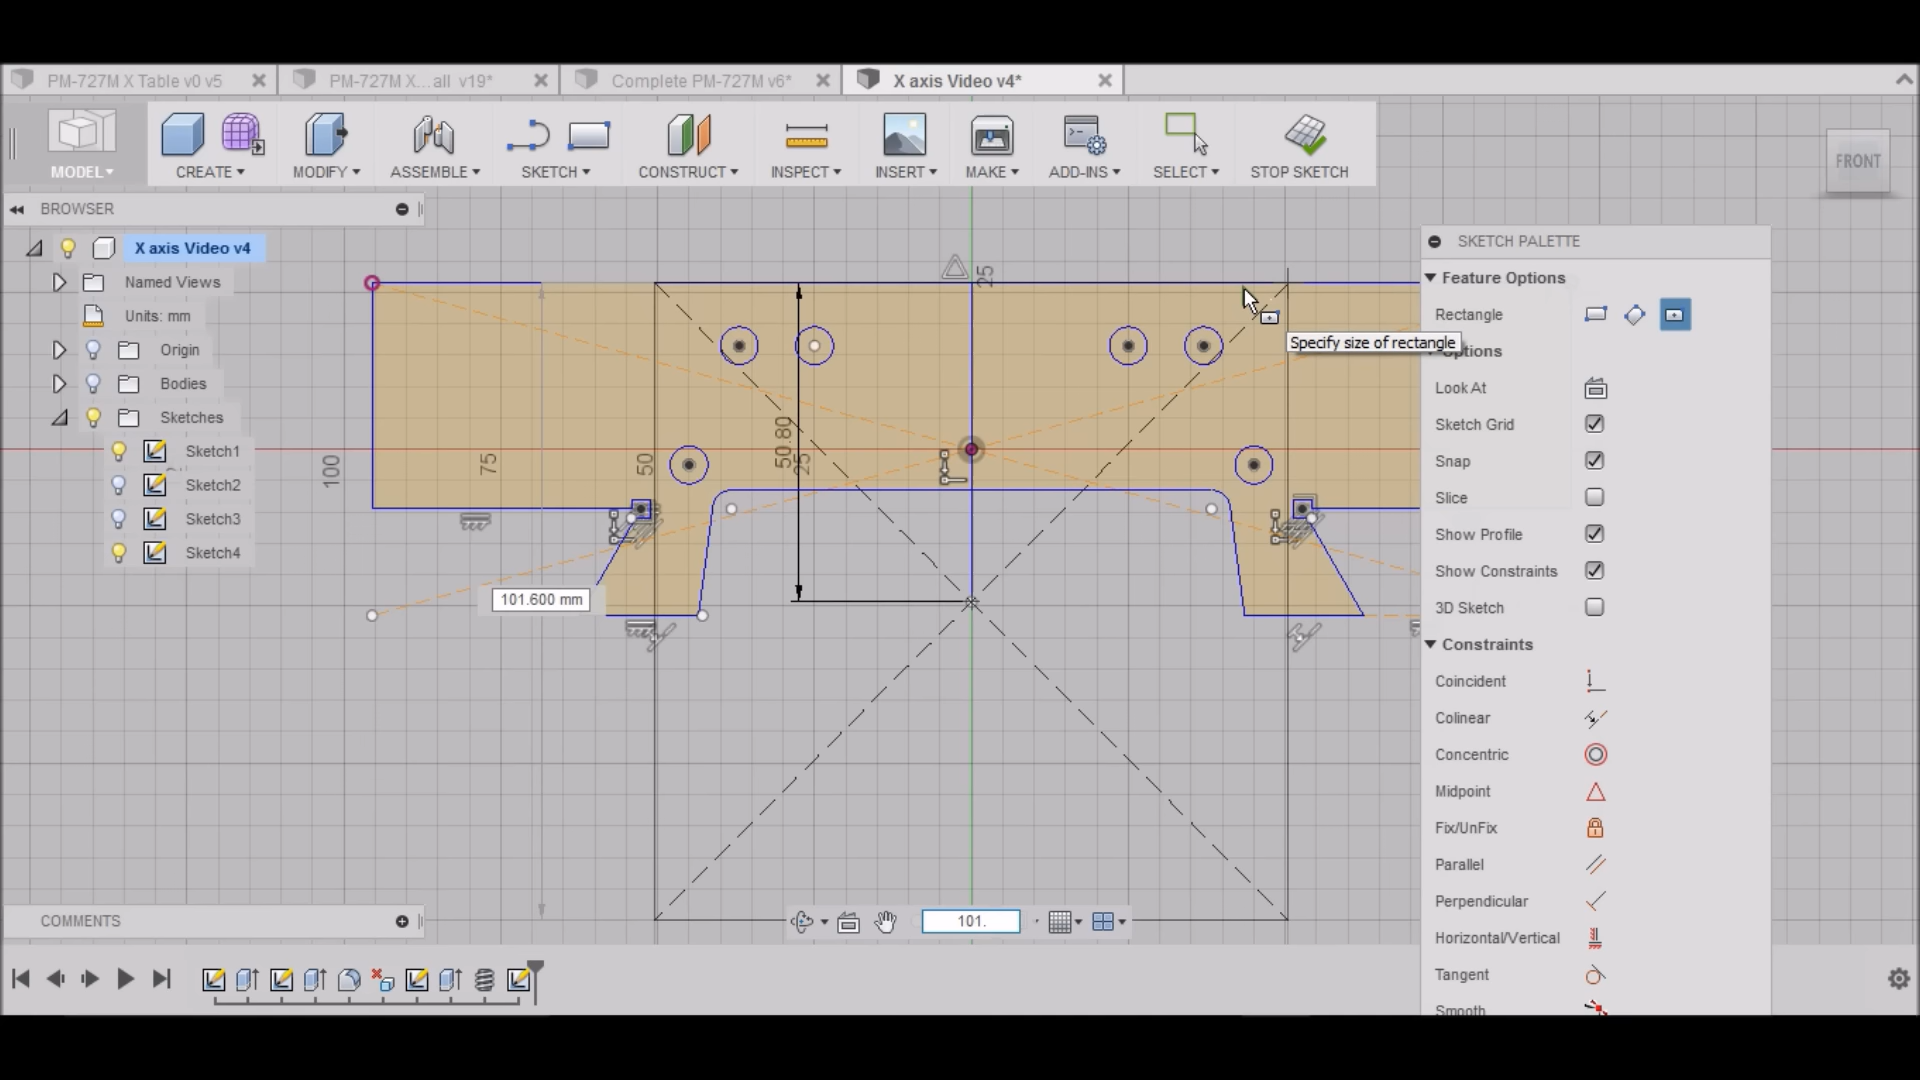 PM-727M X Table v0 v5
PM-727M X...all v19*
Complete PM-727M v6*
X axis Video v4*
MODEL
CREATE
MODIFY
ASSEMBLE
SKETCH
CONSTRUCT
INSPECT
INSERT
MAKE
ADD-INS
SELECT
STOP SKETCH
FRONT
BROWSER
X axis Video v4
Named Views
Units: mm
Origin
Bodies
Sketches
Sketch1
Sketch2
Sketch3
Sketch4
100
75
50
25
50.80
25
101.600 mm
101.
Specify size of rectangle
SKETCH PALETTE
Feature Options
Rectangle
Options
Look At
Sketch Grid
Snap
Slice
Show Profile
Show Constraints
3D Sketch
Constraints
Coincident
Colinear
Concentric
Midpoint
Fix/UnFix
Parallel
Perpendicular
Horizontal/Vertical
Tangent
Smooth
COMMENTS